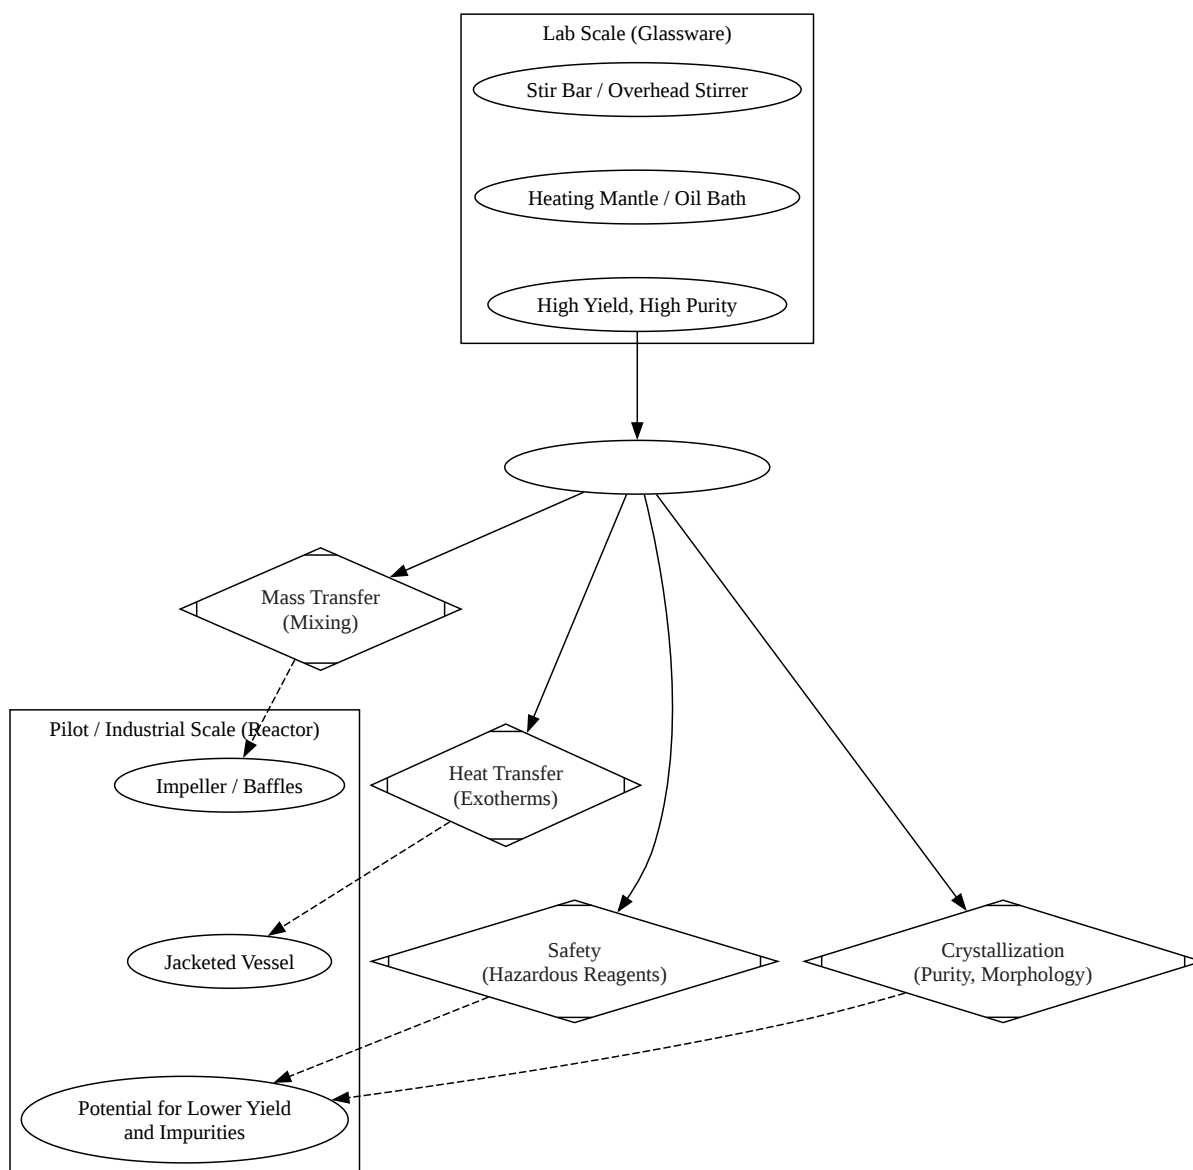 Lab Scale (Glassware)
Stir Bar / Overhead Stirrer
Heating Mantle / Oil Bath
High Yield, High Purity
Mass Transfer
(Mixing)
Pilot / Industrial Scale (Reactor)
Impeller / Baffles
Heat Transfer
(Exotherms)
Jacketed Vessel
Safety
(Hazardous Reagents)
Crystallization
(Purity, Morphology)
Potential for Lower Yield
and Impurities